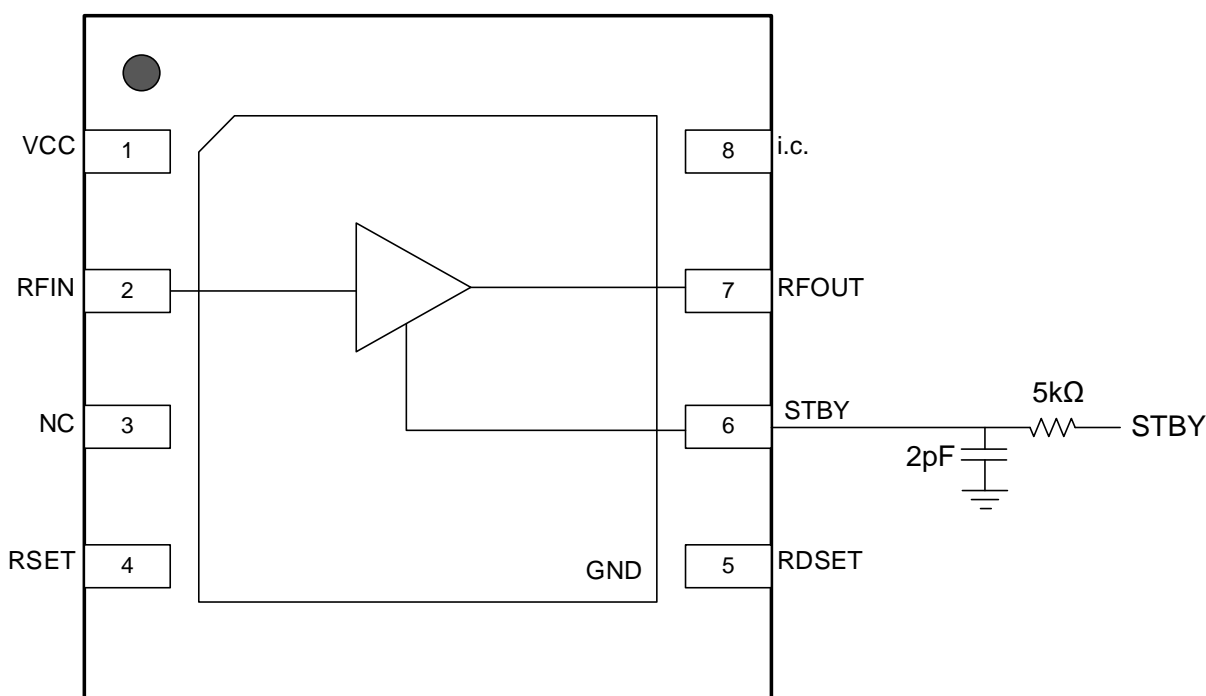 VCC 1
8 i.c.
RFIN 2
7 RFOUT
NC 3
6 STBY
5kΩ
STBY
2pF
RSET 4
GND
5 RDSET